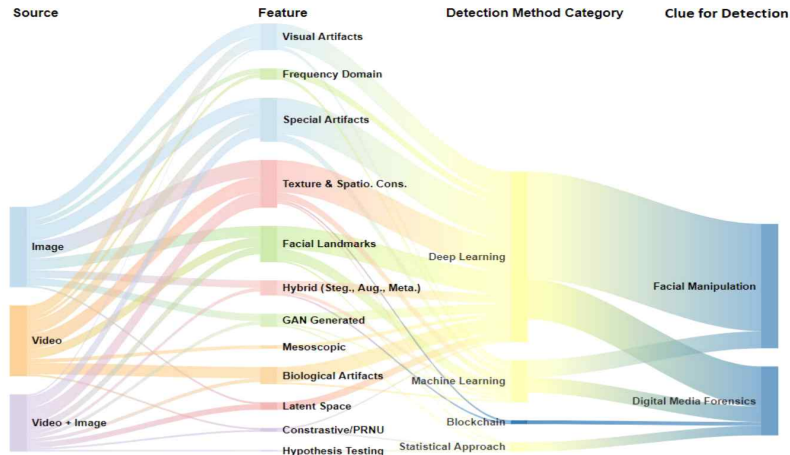 Source
Feature
Detection Method Category
Clue for Detection
Visual Artifacts
Frequency Domain
Special Artifacts
Texture & Spatio. Cons.
Facial Landmarks
Hybrid (Steg., Aug., Meta.)
GAN Generated
Mesoscopic
Biological Artifacts
Latent Space
Constrastive/PRNU
Hypothesis Testing
Image
Video
Video + Image
Deep Learning
Machine Learning
Blockchain
Statistical Approach
Facial Manipulation
Digital Media Forensics